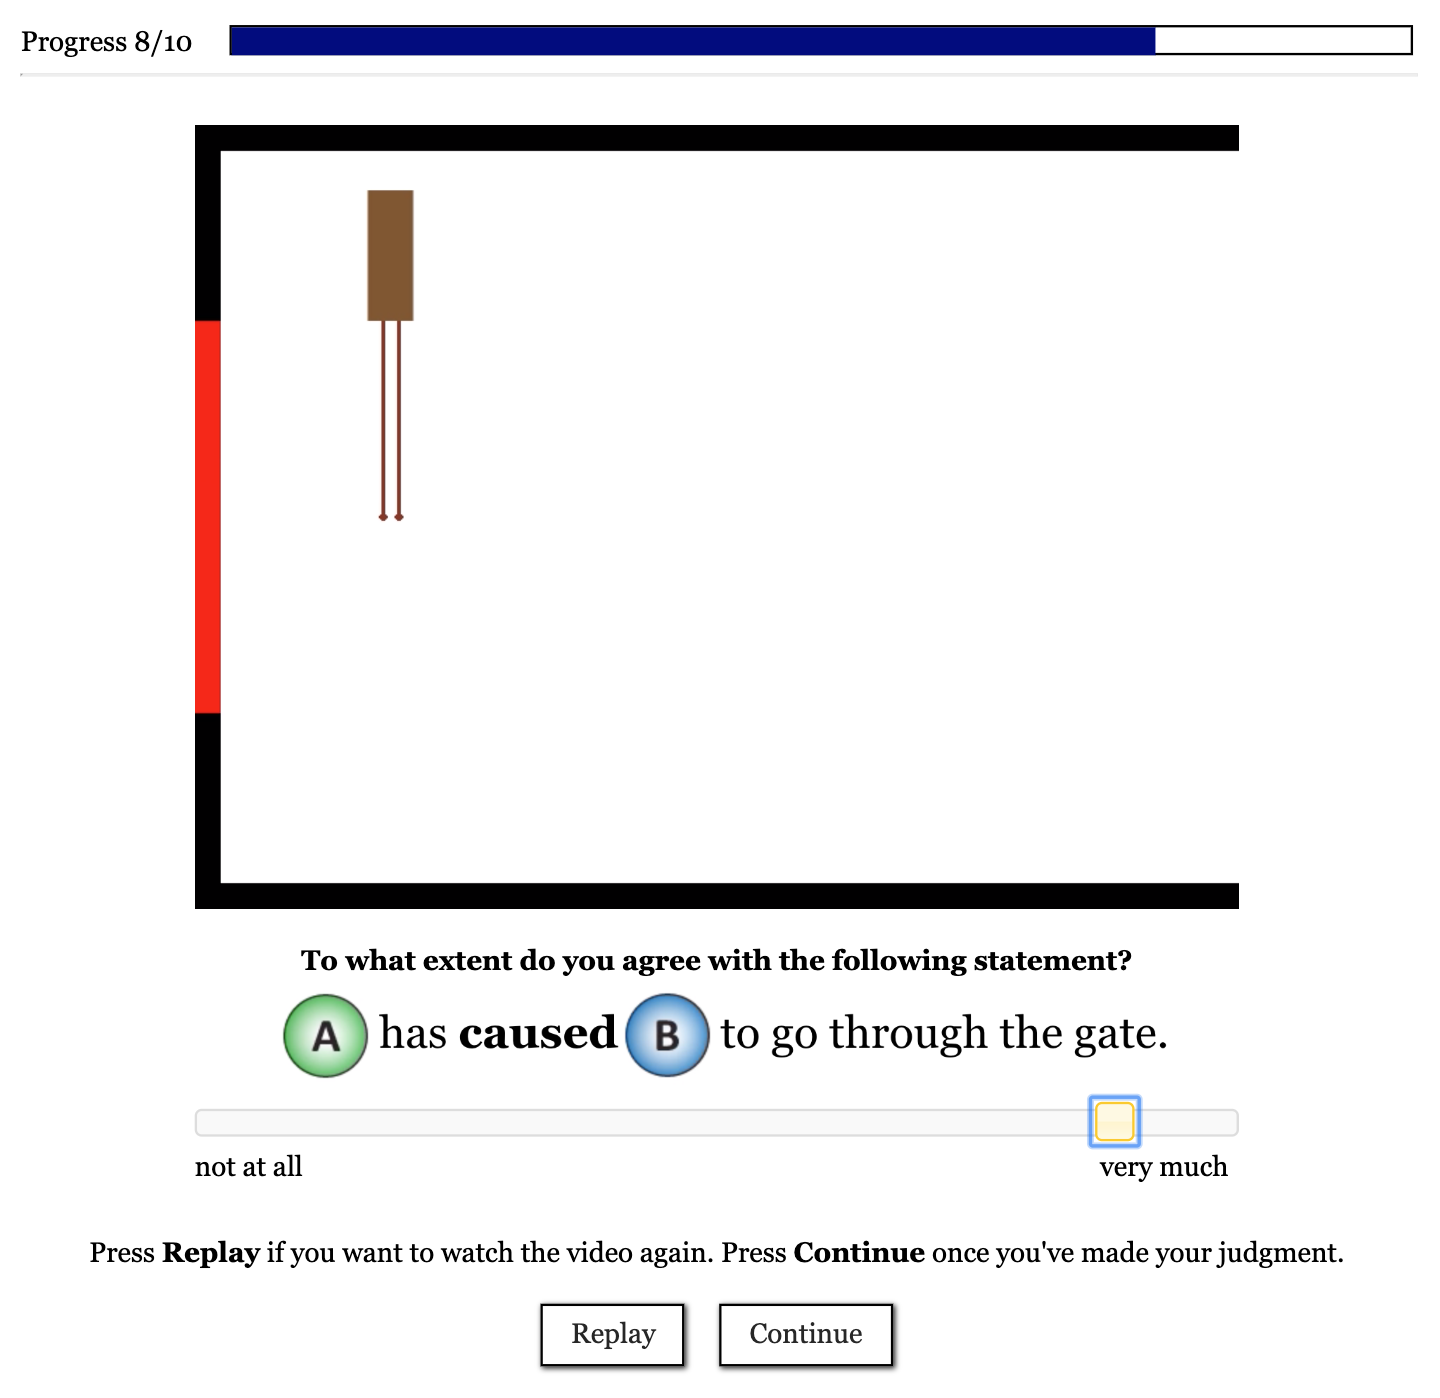 Progress 8/10
To what extent do you agree with the following statement?
A has caused B to go through the gate.
not at all very much
Press Replay if you want to watch the video again. Press Continue once you've made your judgment.
Replay Continue